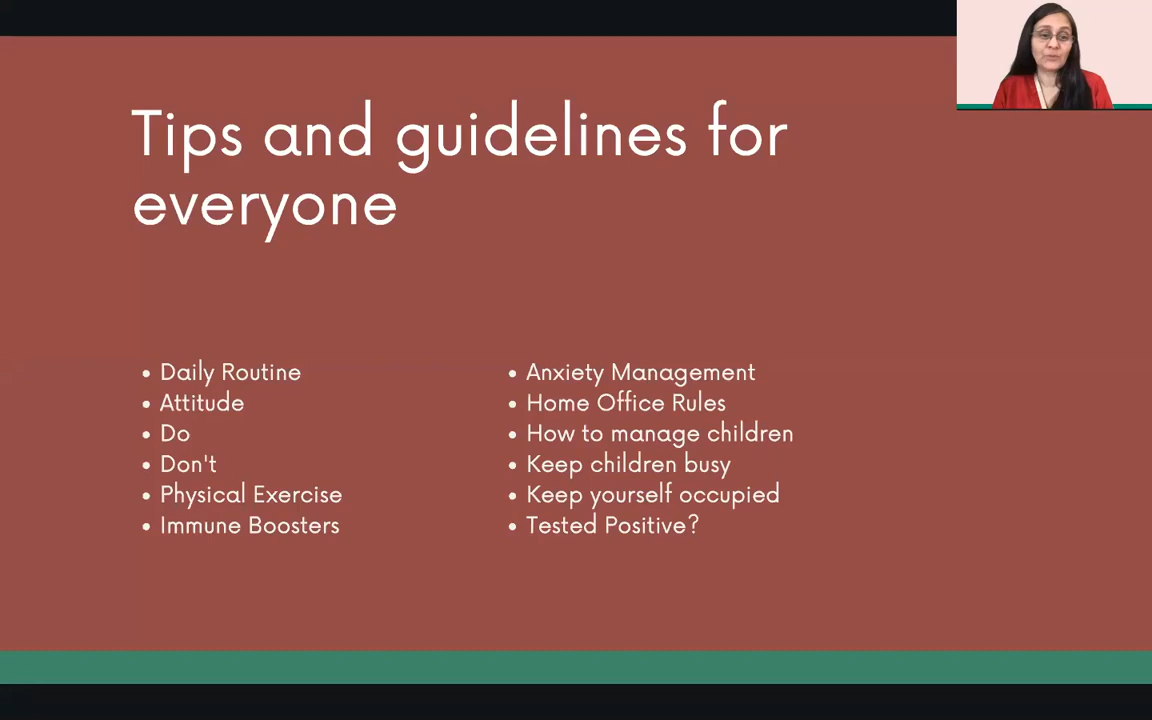 Tips and guidelines for
everyone
• Daily Routine
• Attitude
• Do
• Don't
• Physical Exercise
• Immune Boosters
• Anxiety Management
• Home Office Rules
• How to manage children
• Keep children busy
• Keep yourself occupied
• Tested Positive?